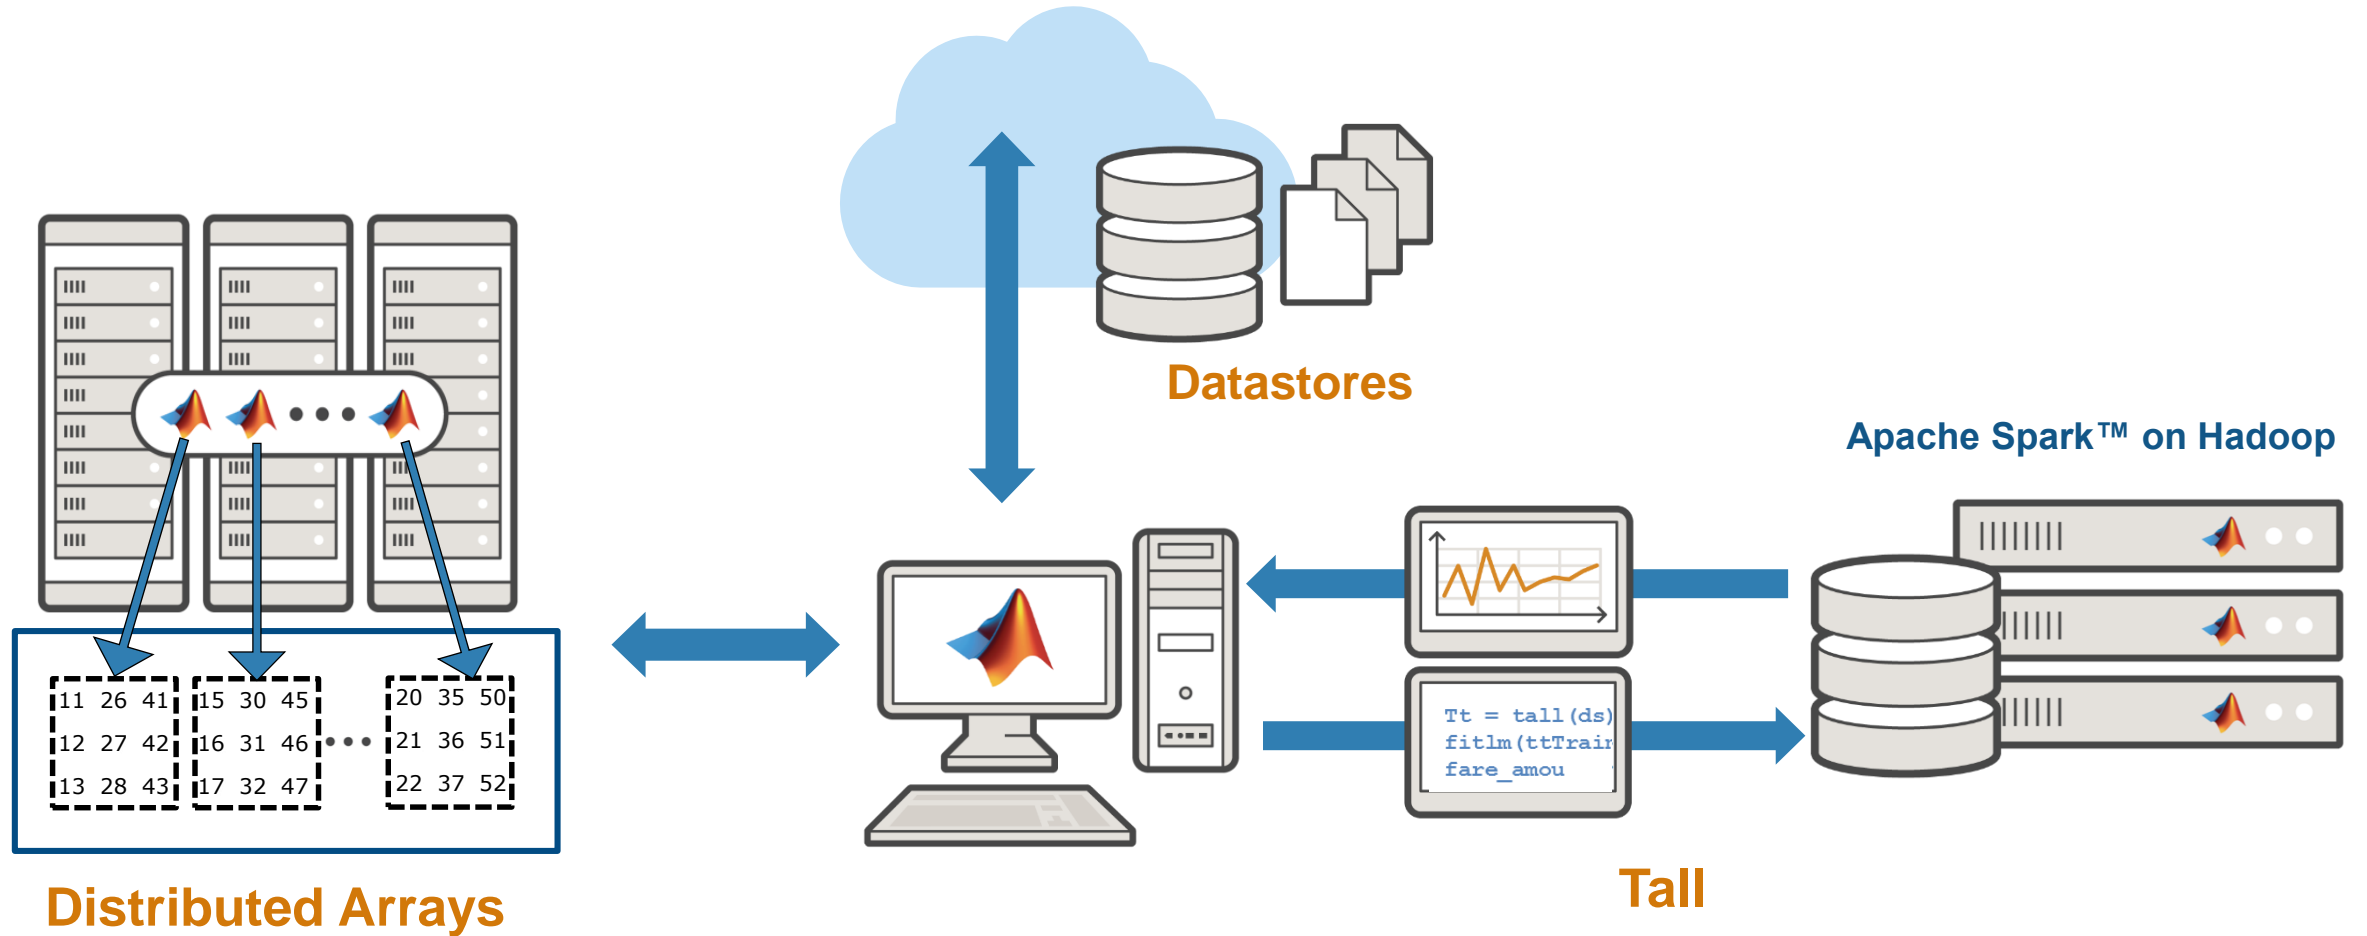 Datastores
Apache Spark™ on Hadoop
11 26 41 15 30 45 20 35 50
12 27 42 16 31 46 ••• 21 36 51
13 28 43 17 32 47 22 37 52
Tt = tall(ds)
fitlm(ttTrain
fare_amou
Tall
Distributed Arrays